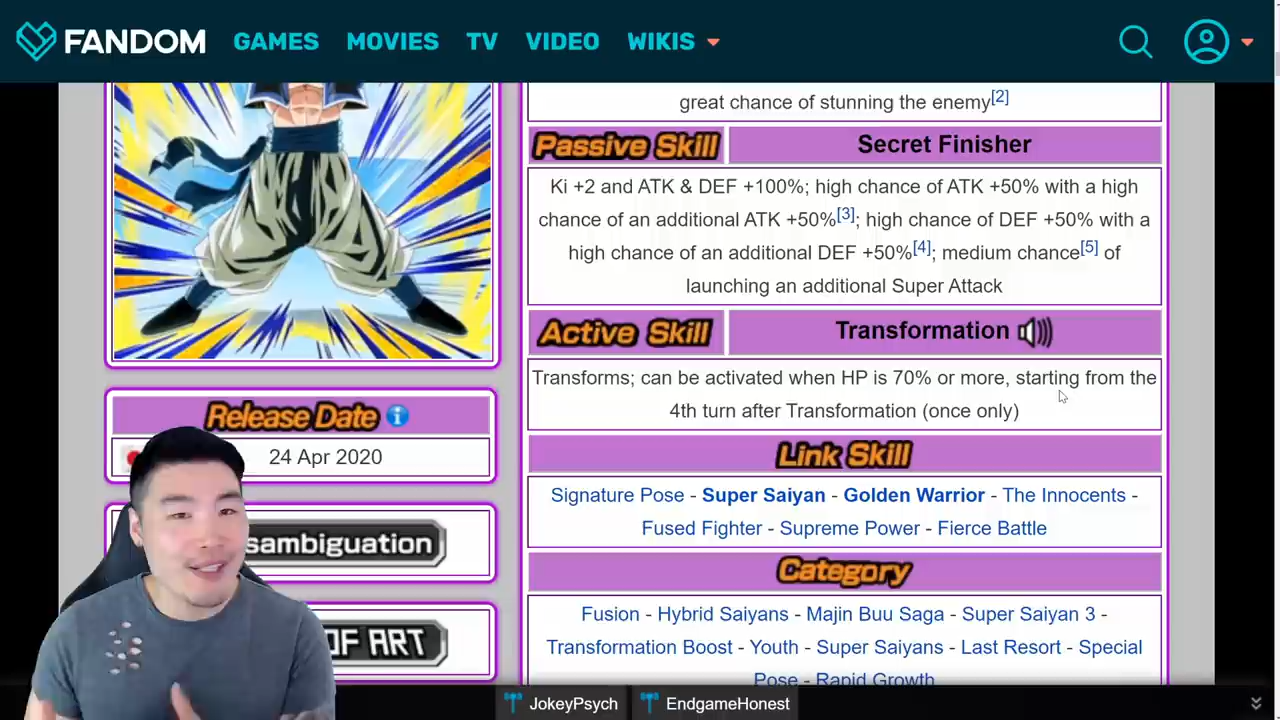 FANDOM GAMES MOVIES TV VIDEO WIKIS
great chance of stunning the enemy[2]
Passive Skill Secret Finisher
Ki +2 and ATK & DEF +100%; high chance of ATK +50% with a high
chance of an additional ATK +50%[3]; high chance of DEF +50% with a
high chance of an additional DEF +50%[4]; medium chance[5] of
launching an additional Super Attack
Active Skill Transformation
Transforms; can be activated when HP is 70% or more, starting from the
4th turn after Transformation (once only)
Link Skill
Signature Pose - Super Saiyan - Golden Warrior - The Innocents -
Fused Fighter - Supreme Power - Fierce Battle
Category
Fusion - Hybrid Saiyans - Majin Buu Saga - Super Saiyan 3 -
Transformation Boost - Youth - Super Saiyans - Last Resort - Special
Pose - Rapid Growth
Release Date
24 Apr 2020
sambiguation
OF ART
JokeyPsych EndgameHonest